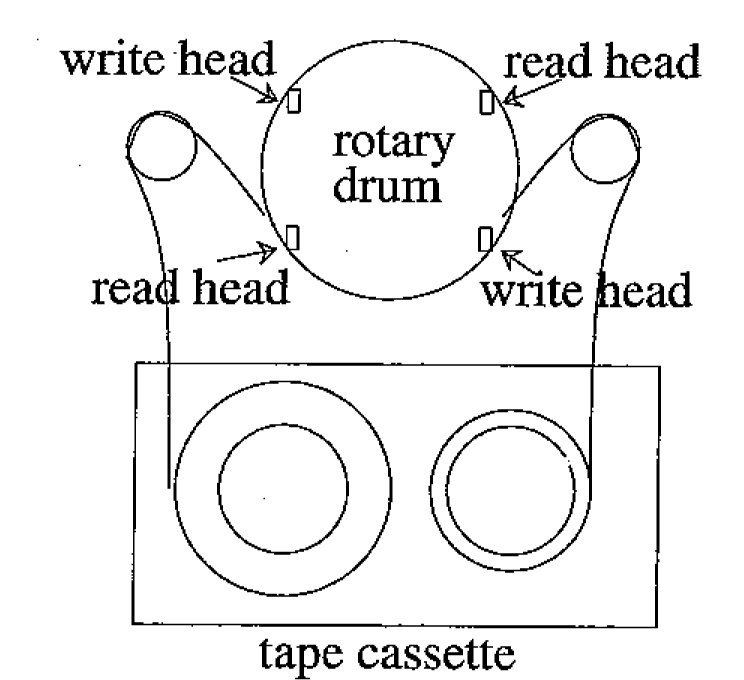 write head
read head
rotary
drum
read head
write head
tape cassette